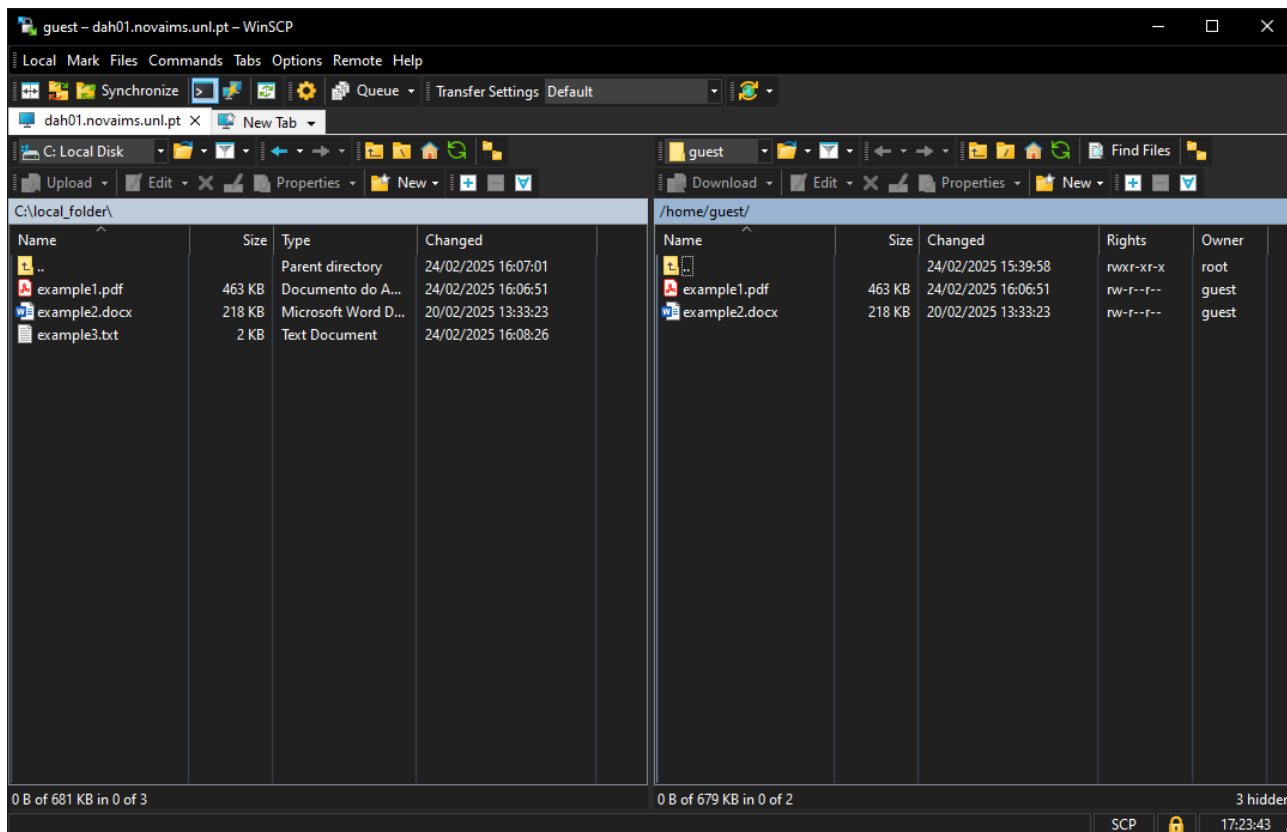 guest – dah01.novaims.unl.pt – WinSCP
Local Mark Files Commands Tabs Options Remote Help
Synchronize Queue Transfer Settings Default
dah01.novaims.unl.pt New Tab
C: Local Disk
guest Find Files
Upload Edit Properties New
Download Edit Properties New
C:\local_folder\
/home/guest/
Name Size Type Changed
.. Parent directory 24/02/2025 16:07:01
example1.pdf 463 KB Documento do A... 24/02/2025 16:06:51
example2.docx 218 KB Microsoft Word D... 20/02/2025 13:33:23
example3.txt 2 KB Text Document 24/02/2025 16:08:26
Name Size Changed Rights Owner
.. 24/02/2025 15:39:58 rwxr-xr-x root
example1.pdf 463 KB 24/02/2025 16:06:51 rw-r--r-- guest
example2.docx 218 KB 20/02/2025 13:33:23 rw-r--r-- guest
0 B of 681 KB in 0 of 3
0 B of 679 KB in 0 of 2 3 hidden
SCP 17:23:43